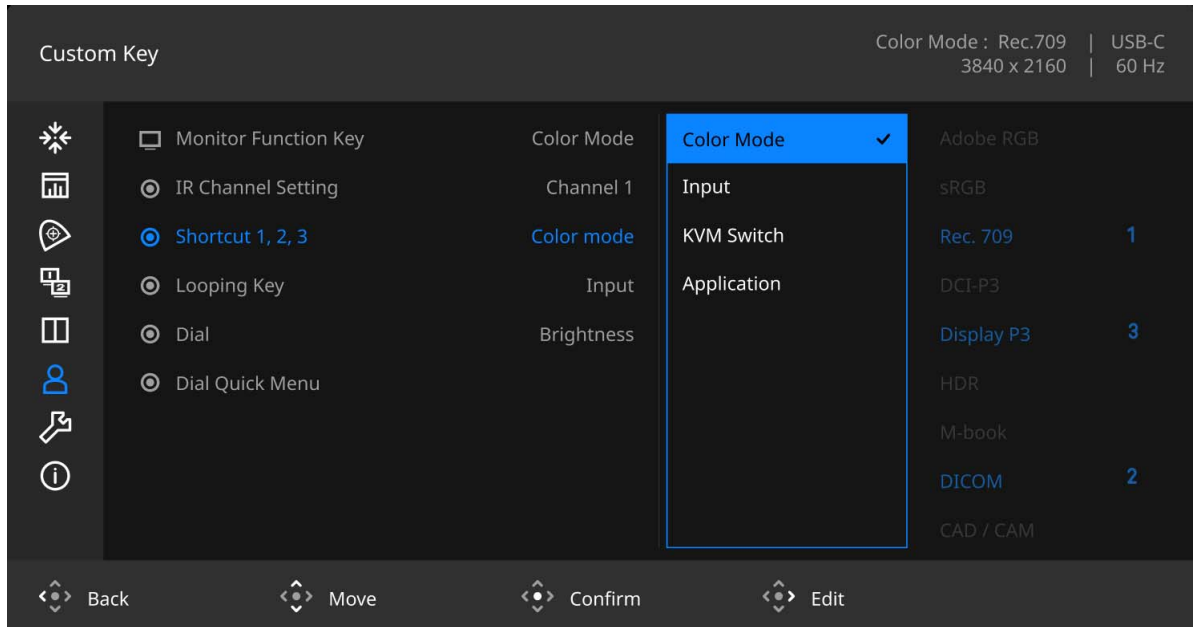 Custom Key
Color Mode : Rec.709 | USB-C
3840 x 2160 | 60 Hz
Monitor Function Key Color Mode
IR Channel Setting Channel 1
Shortcut 1, 2, 3 Color mode
Looping Key Input
Dial Brightness
Dial Quick Menu
Color Mode
Input
KVM Switch
Application
Adobe RGB
sRGB
Rec. 709 1
DCI-P3
Display P3 3
HDR
M-book
DICOM 2
CAD / CAM
Back Move Confirm Edit